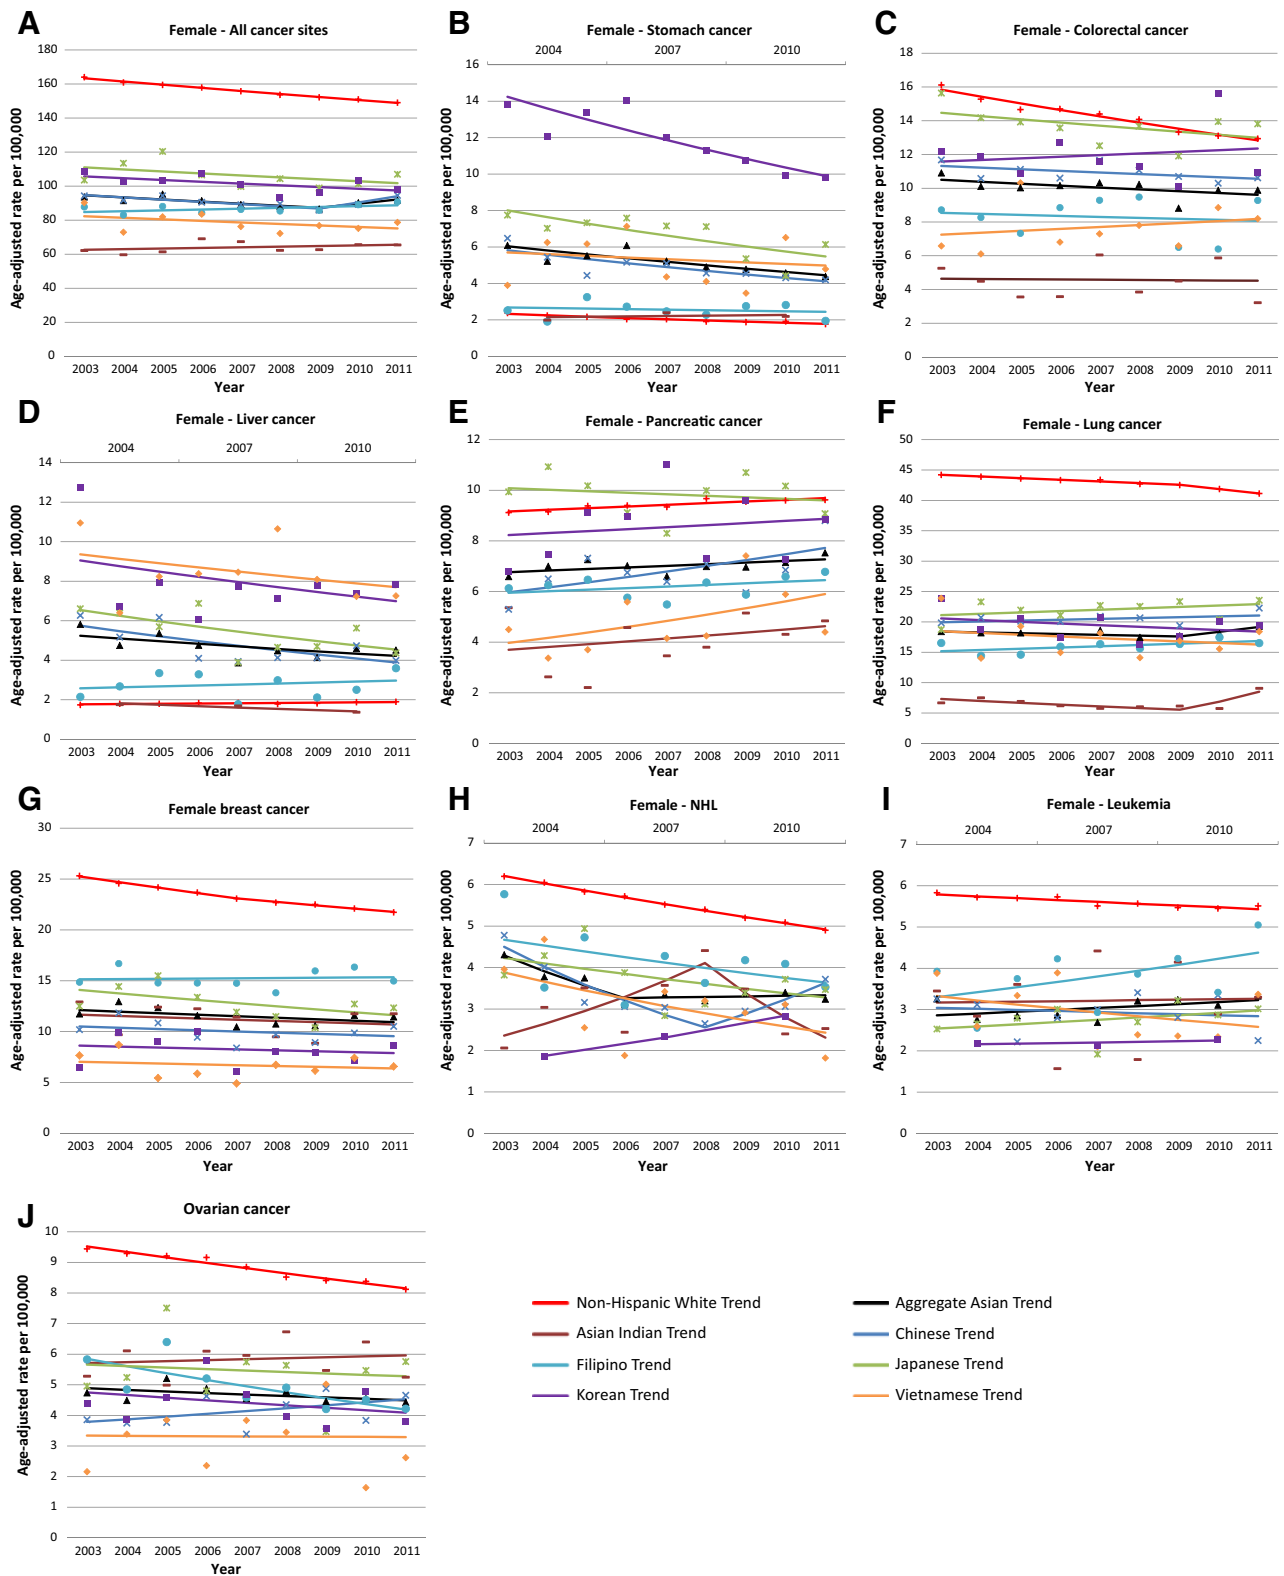 A
Female - All cancer sites
Age-adjusted rate per 100,000
180
160
140
120
100
80
60
40
20
0
2003 2004 2005 2006 2007 2008 2009 2010 2011
Year
B
Female - Stomach cancer
2004 2007 2010
Age-adjusted rate per 100,000
16
14
12
10
8
6
4
2
0
2003 2004 2005 2006 2007 2008 2009 2010 2011
Year
C
Female - Colorectal cancer
Age-adjusted rate per 100,000
18
16
14
12
10
8
6
4
2
0
2003 2004 2005 2006 2007 2008 2009 2010 2011
Year
D
Female - Liver cancer
2004 2007 2010
Age-adjusted rate per 100,000
14
12
10
8
6
4
2
0
2003 2004 2005 2006 2007 2008 2009 2010 2011
Year
E
Female - Pancreatic cancer
Age-adjusted rate per 100,000
12
10
8
6
4
2
0
2003 2004 2005 2006 2007 2008 2009 2010 2011
Year
F
Female - Lung cancer
Age-adjusted rate per 100,000
50
45
40
35
30
25
20
15
10
5
0
2003 2004 2005 2006 2007 2008 2009 2010 2011
Year
G
Female breast cancer
Age-adjusted rate per 100,000
30
25
20
15
10
5
0
2003 2004 2005 2006 2007 2008 2009 2010 2011
Year
H
Female - NHL
2004 2007 2010
Age-adjusted rate per 100,000
7
6
5
4
3
2
1
0
2003 2004 2005 2006 2007 2008 2009 2010 2011
Year
I
Female - Leukemia
2004 2007 2010
Age-adjusted rate per 100,000
7
6
5
4
3
2
1
0
2003 2004 2005 2006 2007 2008 2009 2010 2011
Year
J
Ovarian cancer
Age-adjusted rate per 100,000
10
9
8
7
6
5
4
3
2
1
0
2003 2004 2005 2006 2007 2008 2009 2010 2011
Year
Non-Hispanic White Trend
Asian Indian Trend
Filipino Trend
Korean Trend
Aggregate Asian Trend
Chinese Trend
Japanese Trend
Vietnamese Trend